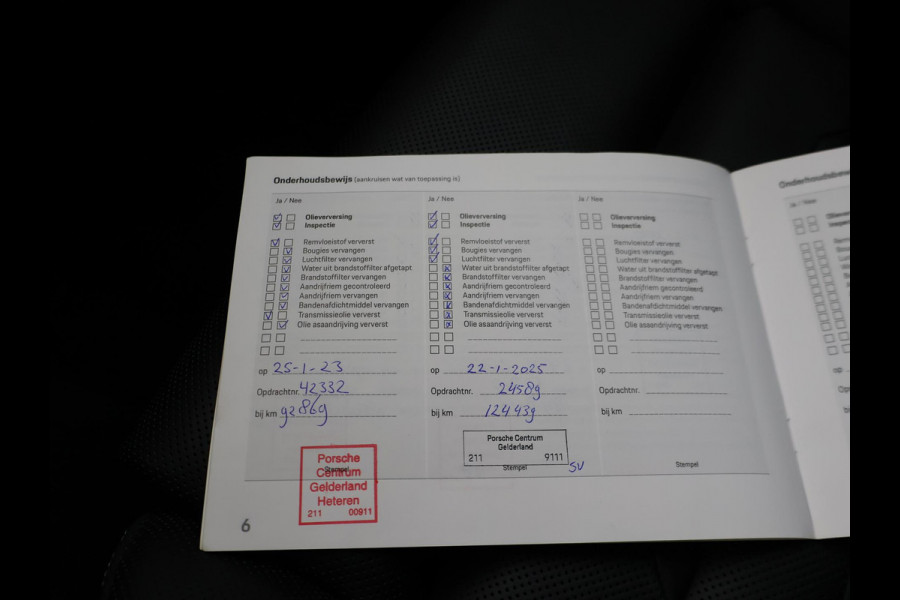 Onderhoudsbewijs (aankruisen wat van toepassing is)
Ja / Nee
Olieverversing
Inspectie
Remvloeistof ververst
Bougies vervangen
Luchtfilter vervangen
Water uit brandstoffilter afgetapt
Brandstoffilter vervangen
Aandrijfriem gecontroleerd
Aandrijfriem vervangen
Bandenafdichtmiddel vervangen
Transmissieolie ververst
Olie asaandrijving ververst
op 25-1-23
Opdrachtnr. 42332
bij km 92869
Stempel
Porsche
Centrum
Gelderland
Heteren
211 00911
Ja / Nee
Olieverversing
Inspectie
Remvloeistof ververst
Bougies vervangen
Luchtfilter vervangen
Water uit brandstoffilter afgetapt
Brandstoffilter vervangen
Aandrijfriem gecontroleerd
Aandrijfriem vervangen
Bandenafdichtmiddel vervangen
Transmissieolie ververst
Olie asaandrijving ververst
op 22-1-2025
Opdrachtnr. 24589
bij km 124439
Porsche Centrum
Gelderland
211 9111
Stempel
SV
Ja / Nee
Olieverversing
Inspectie
Remvloeistof ververst
Bougies vervangen
Luchtfilter vervangen
Water uit brandstoffilter afgetapt
Brandstoffilter vervangen
Aandrijfriem gecontroleerd
Aandrijfriem vervangen
Bandenafdichtmiddel vervangen
Transmissieolie ververst
Olie asaandrijving ververst
op
Opdrachtnr.
bij km
Stempel
6
Ja / Nee
op